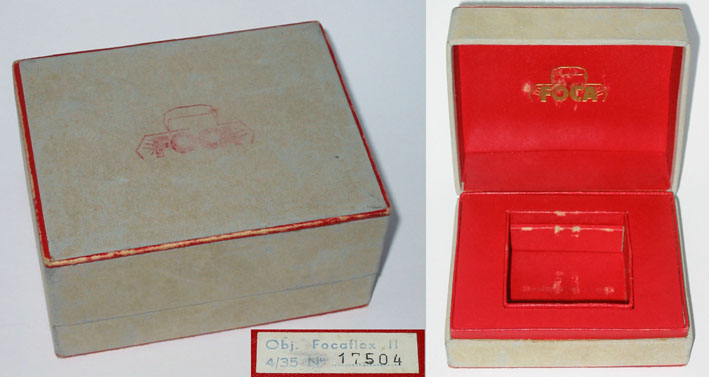 FOCA
FOCA
Obj. Focaflex II
4/35 No 17504